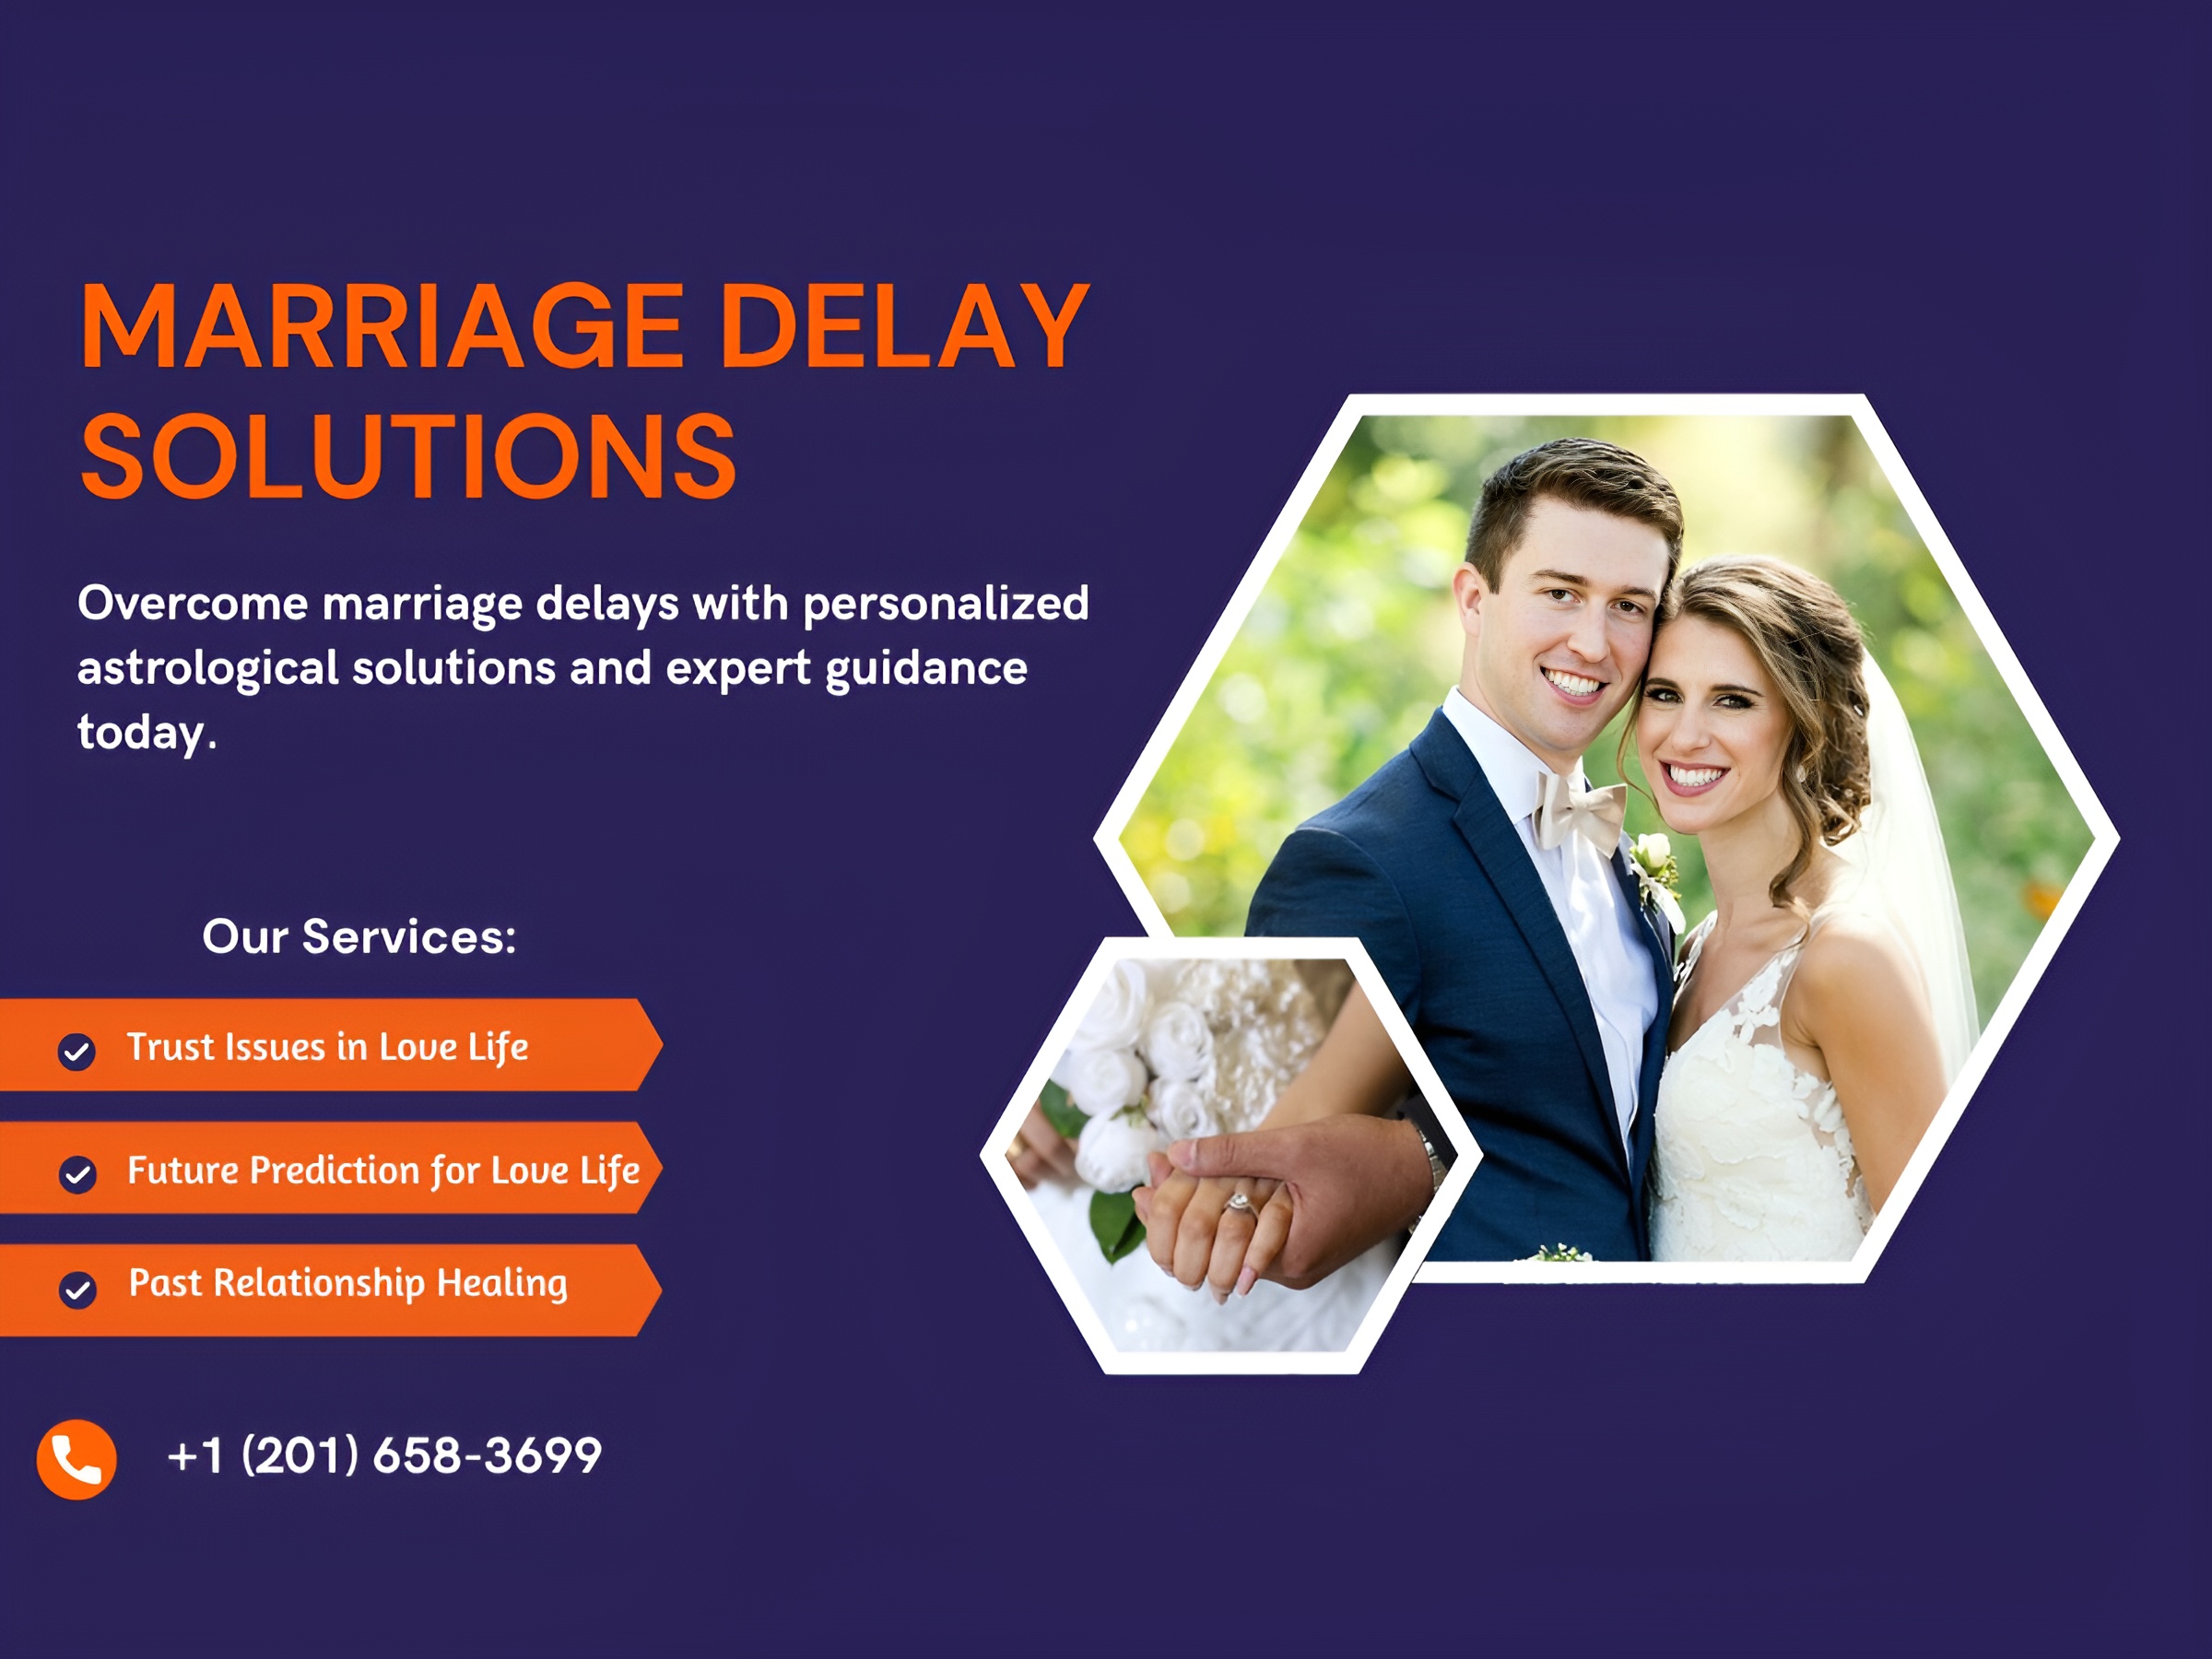 MARRIAGE DELAY
SOLUTIONS
Overcome marriage delays with personalized
astrological solutions and expert guidance
today.
Our Services:
Trust Issues in Love Life
Future Prediction for Love Life
Past Relationship Healing
+1 (201) 658-3699